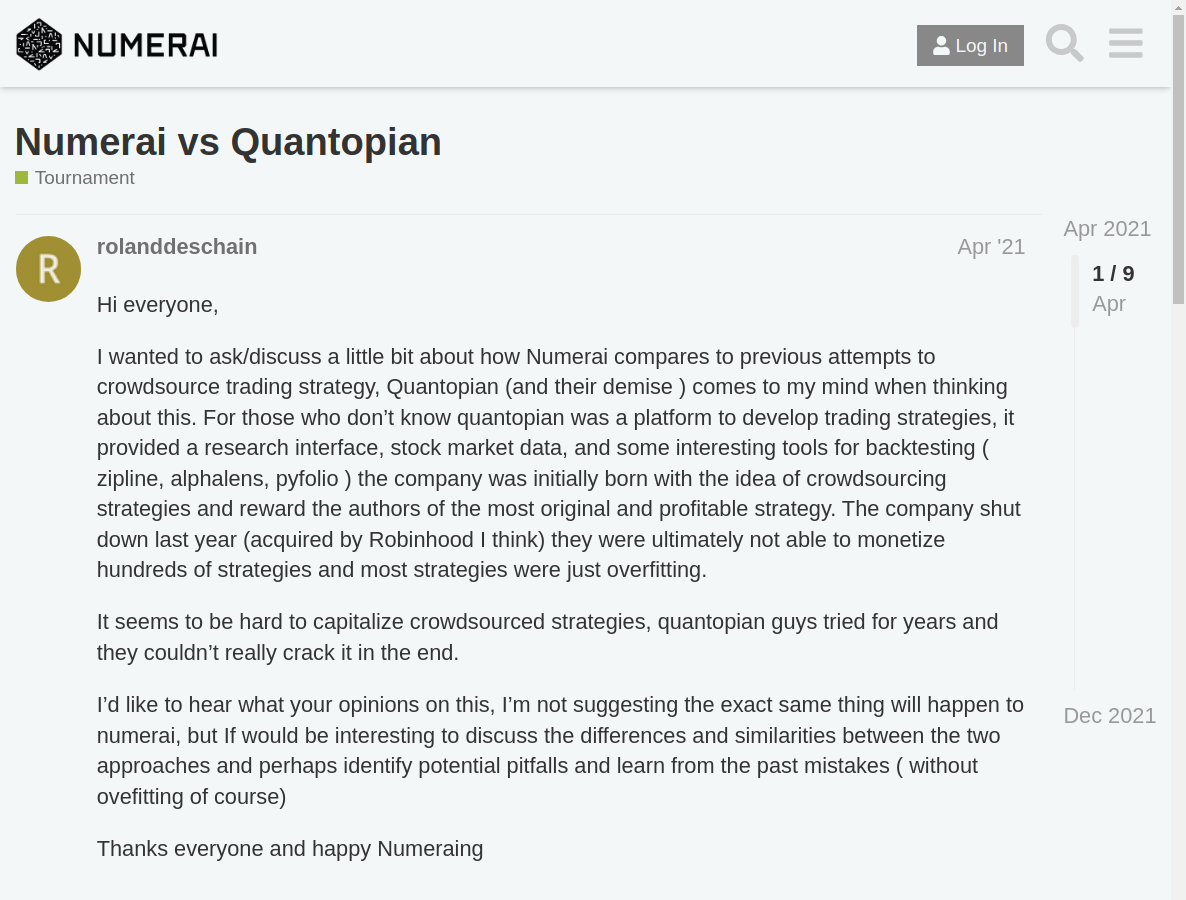 NUMERAI
Log In
Numerai vs Quantopian
Tournament
Apr 2021
R
rolanddeschain
Apr '21
1 / 9
Apr
Hi everyone,
I wanted to ask/discuss a little bit about how Numerai compares to previous attempts to
crowdsource trading strategy, Quantopian (and their demise ) comes to my mind when thinking
about this. For those who don’t know quantopian was a platform to develop trading strategies, it
provided a research interface, stock market data, and some interesting tools for backtesting (
zipline, alphalens, pyfolio ) the company was initially born with the idea of crowdsourcing
strategies and reward the authors of the most original and profitable strategy. The company shut
down last year (acquired by Robinhood I think) they were ultimately not able to monetize
hundreds of strategies and most strategies were just overfitting.
It seems to be hard to capitalize crowdsourced strategies, quantopian guys tried for years and
they couldn’t really crack it in the end.
I’d like to hear what your opinions on this, I’m not suggesting the exact same thing will happen to
numerai, but If would be interesting to discuss the differences and similarities between the two
approaches and perhaps identify potential pitfalls and learn from the past mistakes ( without
ovefitting of course)
Dec 2021
Thanks everyone and happy Numeraing